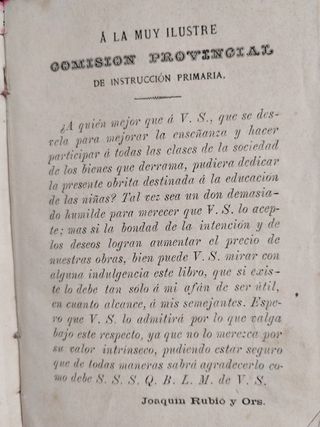 Á LA MUY ILUSTRE
COMISION PROVINCIAL
DE INSTRUCCIÓN PRIMARIA.
¿A quién mejor que á V. S., que se des-
vela para mejorar la enseñanza y hacer
participar á todas las clases de la sociedad
de los bienes que derrama, pudiera dedicar
la presente obrita destinada á la educacion
de las niñas? Tal vez sea un don demasia-
do humilde para merecer que V. S. lo acep-
te; mas si la bondad de la intención y de
los deseos logran aumentar el precio de
nuestras obras, bien puede V. S. mirar con
alguna indulgencia este libro, que si exis-
te lo debe tan solo á mi afán de ser útil,
en cuanto alcance, á mis semejantes. Espe-
ro que V. S. lo admitirá por lo que valga
bajo este respecto, ya que no lo merezca por
su valor intrínseco, pudiendo estar seguro
que de todas maneras sabrá agradecerlo co-
mo debe S. S. S. Q. B. L. M. de V. S.
Joaquin Rubió y Ors.